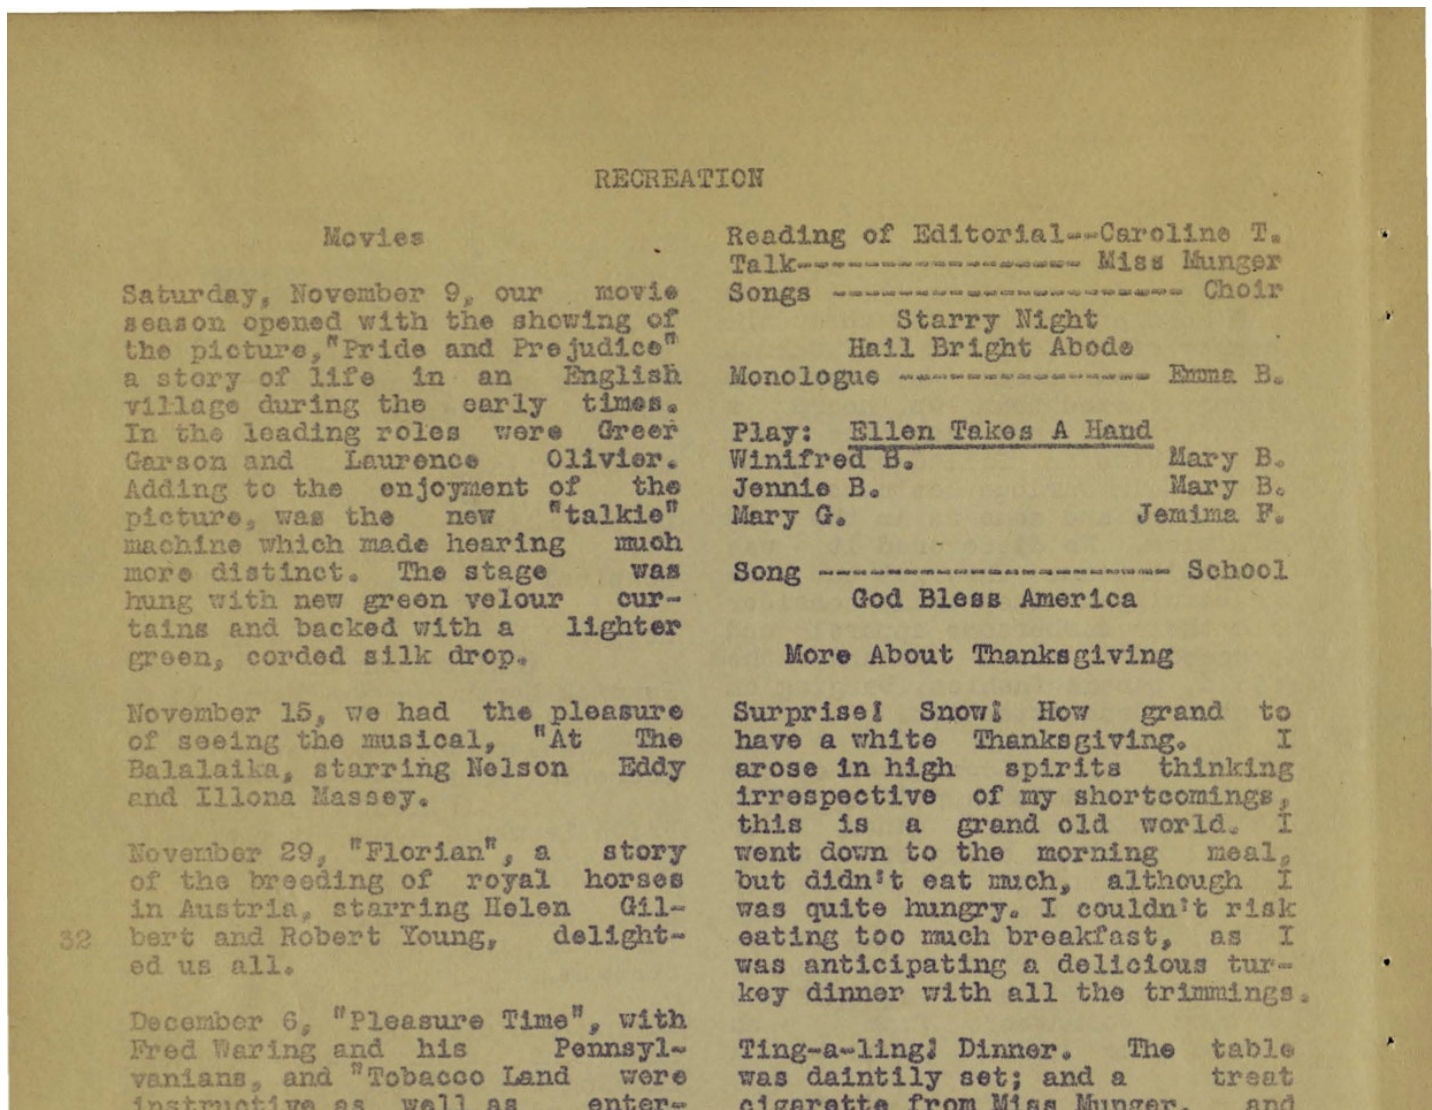 RECREATION
Movies
Saturday, November 9, our movie
season opened with the showing of
the picture,"Pride and Prejudice"
a story of life in an English
village during the early times.
In the leading roles were Greer
Garson and Laurence Olivier.
Adding to the enjoyment of the
picture, was the new "talkie"
machine which made hearing much
more distinct. The stage was
hung with new green velour cur-
tains and backed with a lighter
green, corded silk drop.
November 15, we had the pleasure
of seeing the musical, "At The
Balalaika, starring Nelson Eddy
and Illona Massey.
November 29, "Florian", a story
of the breeding of royal horses
in Austria, starring Helen Gil-
32 bert and Robert Young, delight-
ed us all.
December 6, "Pleasure Time", with
Fred Waring and his Pennsyl-
vanians, and "Tobacco Land were
instructive as well as enter-
Reading of Editorial--Caroline T.
Talk------------------- Miss Munger
Songs ------------------------ Choir
Starry Night
Hail Bright Abode
Monologue ----------------- Emma B.
Play: Ellen Takes A Hand
Winifred B. Mary B.
Jennie B. Mary B.
Mary G. Jemima F.
Song ------------------------ School
God Bless America
More About Thanksgiving
Surprise! Snow! How grand to
have a white Thanksgiving. I
arose in high spirits thinking
irrespective of my shortcomings,
this is a grand old world. I
went down to the morning meal,
but didn't eat much, although I
was quite hungry. I couldn't risk
eating too much breakfast, as I
was anticipating a delicious tur-
key dinner with all the trimmings.
Ting-a-ling! Dinner. The table
was daintily set; and a treat
cigarette from Miss Munger, and